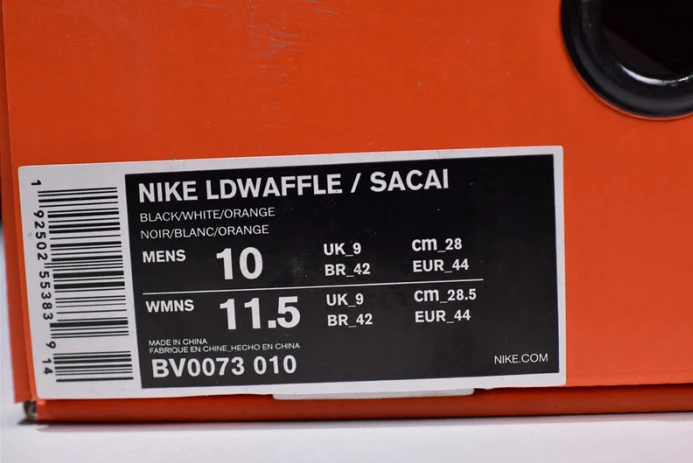 NIKE LDWAFFLE / SACAI
BLACK/WHITE/ORANGE
NOIR/BLANC/ORANGE
MENS 10 UK_9 cm_28
BR_42 EUR_44
WMNS 11.5 UK_9 cm_28.5
BR_42 EUR_44
MADE IN CHINA
FABRIQUE EN CHINE_HECHO EN CHINA
BV0073 010
NIKE.COM
1 92502 55383 9 14